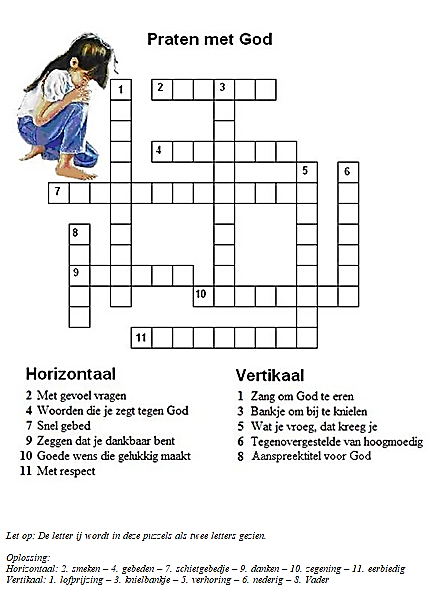 Praten met God
1
2
3
4
5
6
7
8
9
10
11
Horizontaal
2 Met gevoel vragen
4 Woorden die je zegt tegen God
7 Snel gebed
9 Zeggen dat je dankbaar bent
10 Goede wens die gelukkig maakt
11 Met respect
Vertikaal
1 Zang om God te eren
3 Bankje om bij te knielen
5 Wat je vroeg, dat kreeg je
6 Tegenovergestelde van hoogmoedig
8 Aanspreektitel voor God
Let op: De letter ij wordt in deze puzzels als twee letters gezien.
Oplossing:
Horizontaal: 2. smeken – 4. gebeden – 7. schietgebedje – 9. danken – 10. zegening – 11. eerbiedig
Vertikaal: 1. lofprijzing – 3. knielbankje – 5. verhoring – 6. nederig – 8. Vader